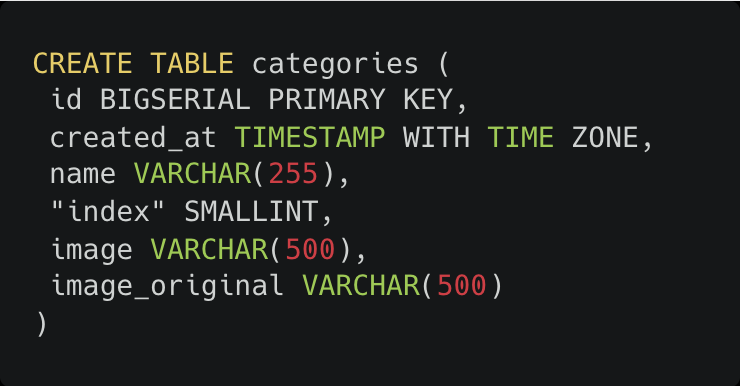 CREATE TABLE categories (
 id BIGSERIAL PRIMARY KEY,
 created_at TIMESTAMP WITH TIME ZONE,
 name VARCHAR(255),
 "index" SMALLINT,
 image VARCHAR(500),
 image_original VARCHAR(500)
)